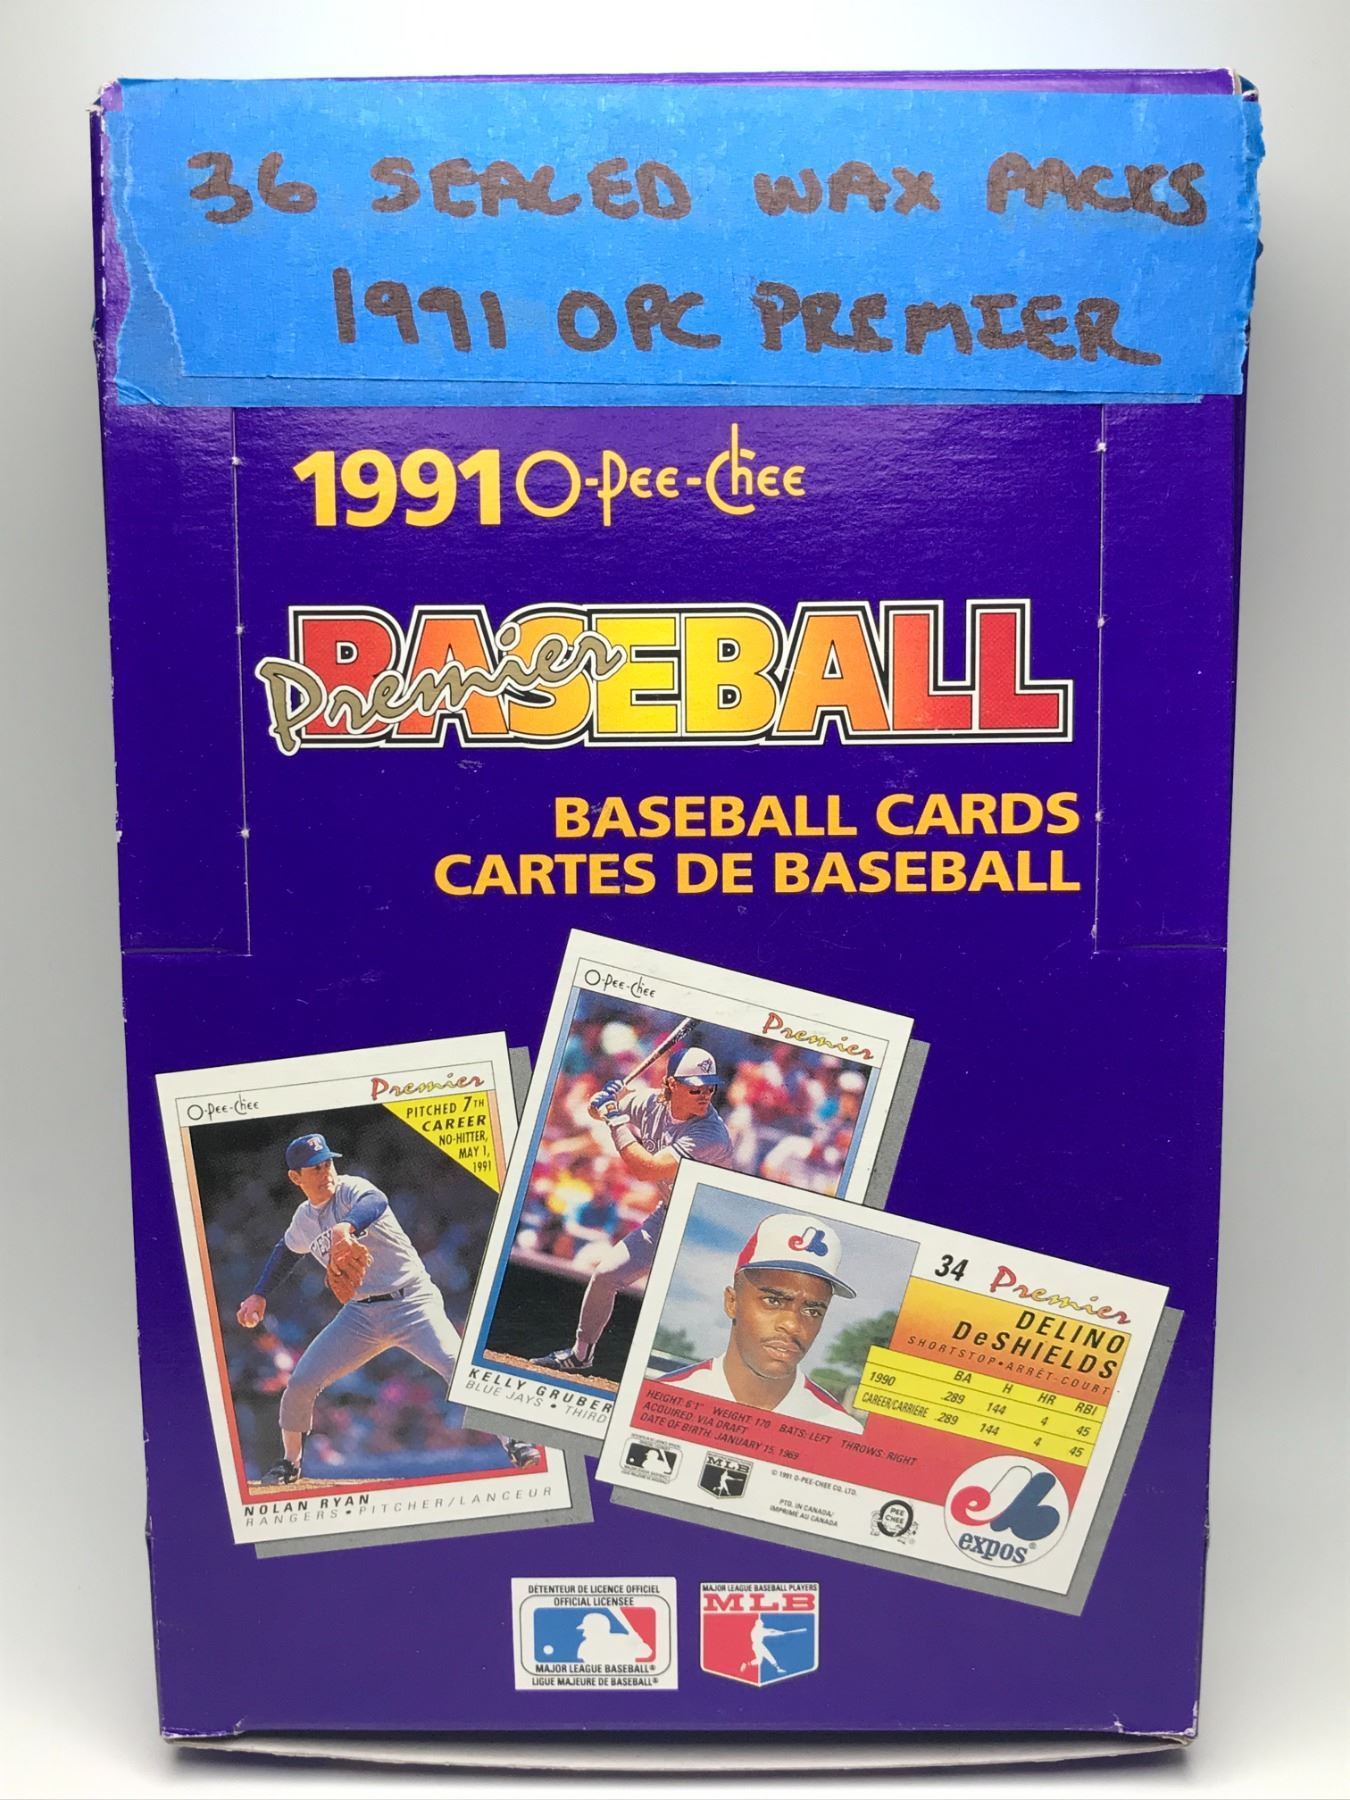 36 SEALED WAX PACKS
1991 OPC PREMIER
1991 O-Pee-Chee
Premier BASEBALL
BASEBALL CARDS
CARTES DE BASEBALL
O-Pee-Chee Premier
PITCHED 7TH
CAREER
NO-HITTER,
MAY 1,
1991
TEX
NOLAN RYAN
RANGERS • PITCHER/LANCEUR
O-Pee-Chee Premier
KELLY GRUBER
BLUE JAYS • THIRD
34 Premier
DELINO
DeSHIELDS
SHORTSTOP • ARRÊT-COURT
BA H HR RBI
1990 .289 144 4 45
CAREER/CARRIÈRE .289 144 4 45
HEIGHT: 6'1" WEIGHT: 170 BATS: LEFT THROWS: RIGHT
ACQUIRED: VIA DRAFT
DATE OF BIRTH: JANUARY 15, 1969
MLB
© 1991 O-PEE-CHEE CO. LTD.
PTD. IN CANADA/
IMPRIMÉ AU CANADA
O
PEE
CHEE
expos
DÉTENTEUR DE LICENCE OFFICIEL
OFFICIAL LICENSEE
MAJOR LEAGUE BASEBALL®
LIGUE MAJEURE DE BASEBALL®
MAJOR LEAGUE BASEBALL PLAYERS
MLB